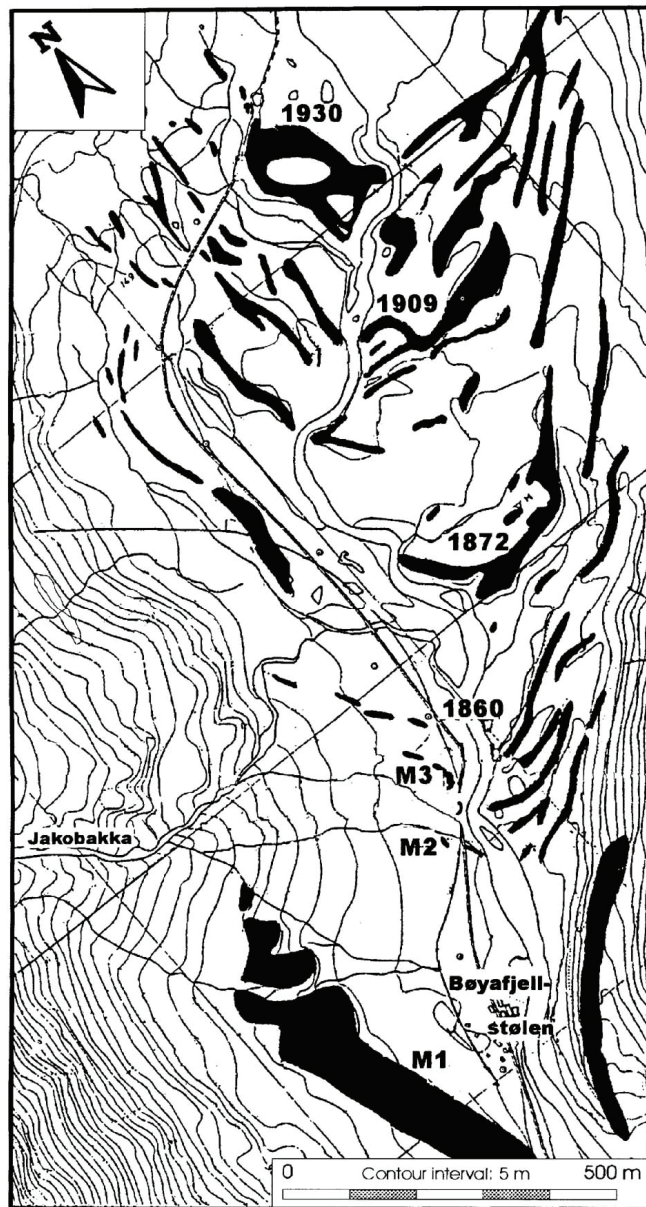 N
1930
1909
1872
1860
M3
M2
Jakobakka
Bøyafjell-
stølen
M1
0 Contour interval: 5 m 500 m